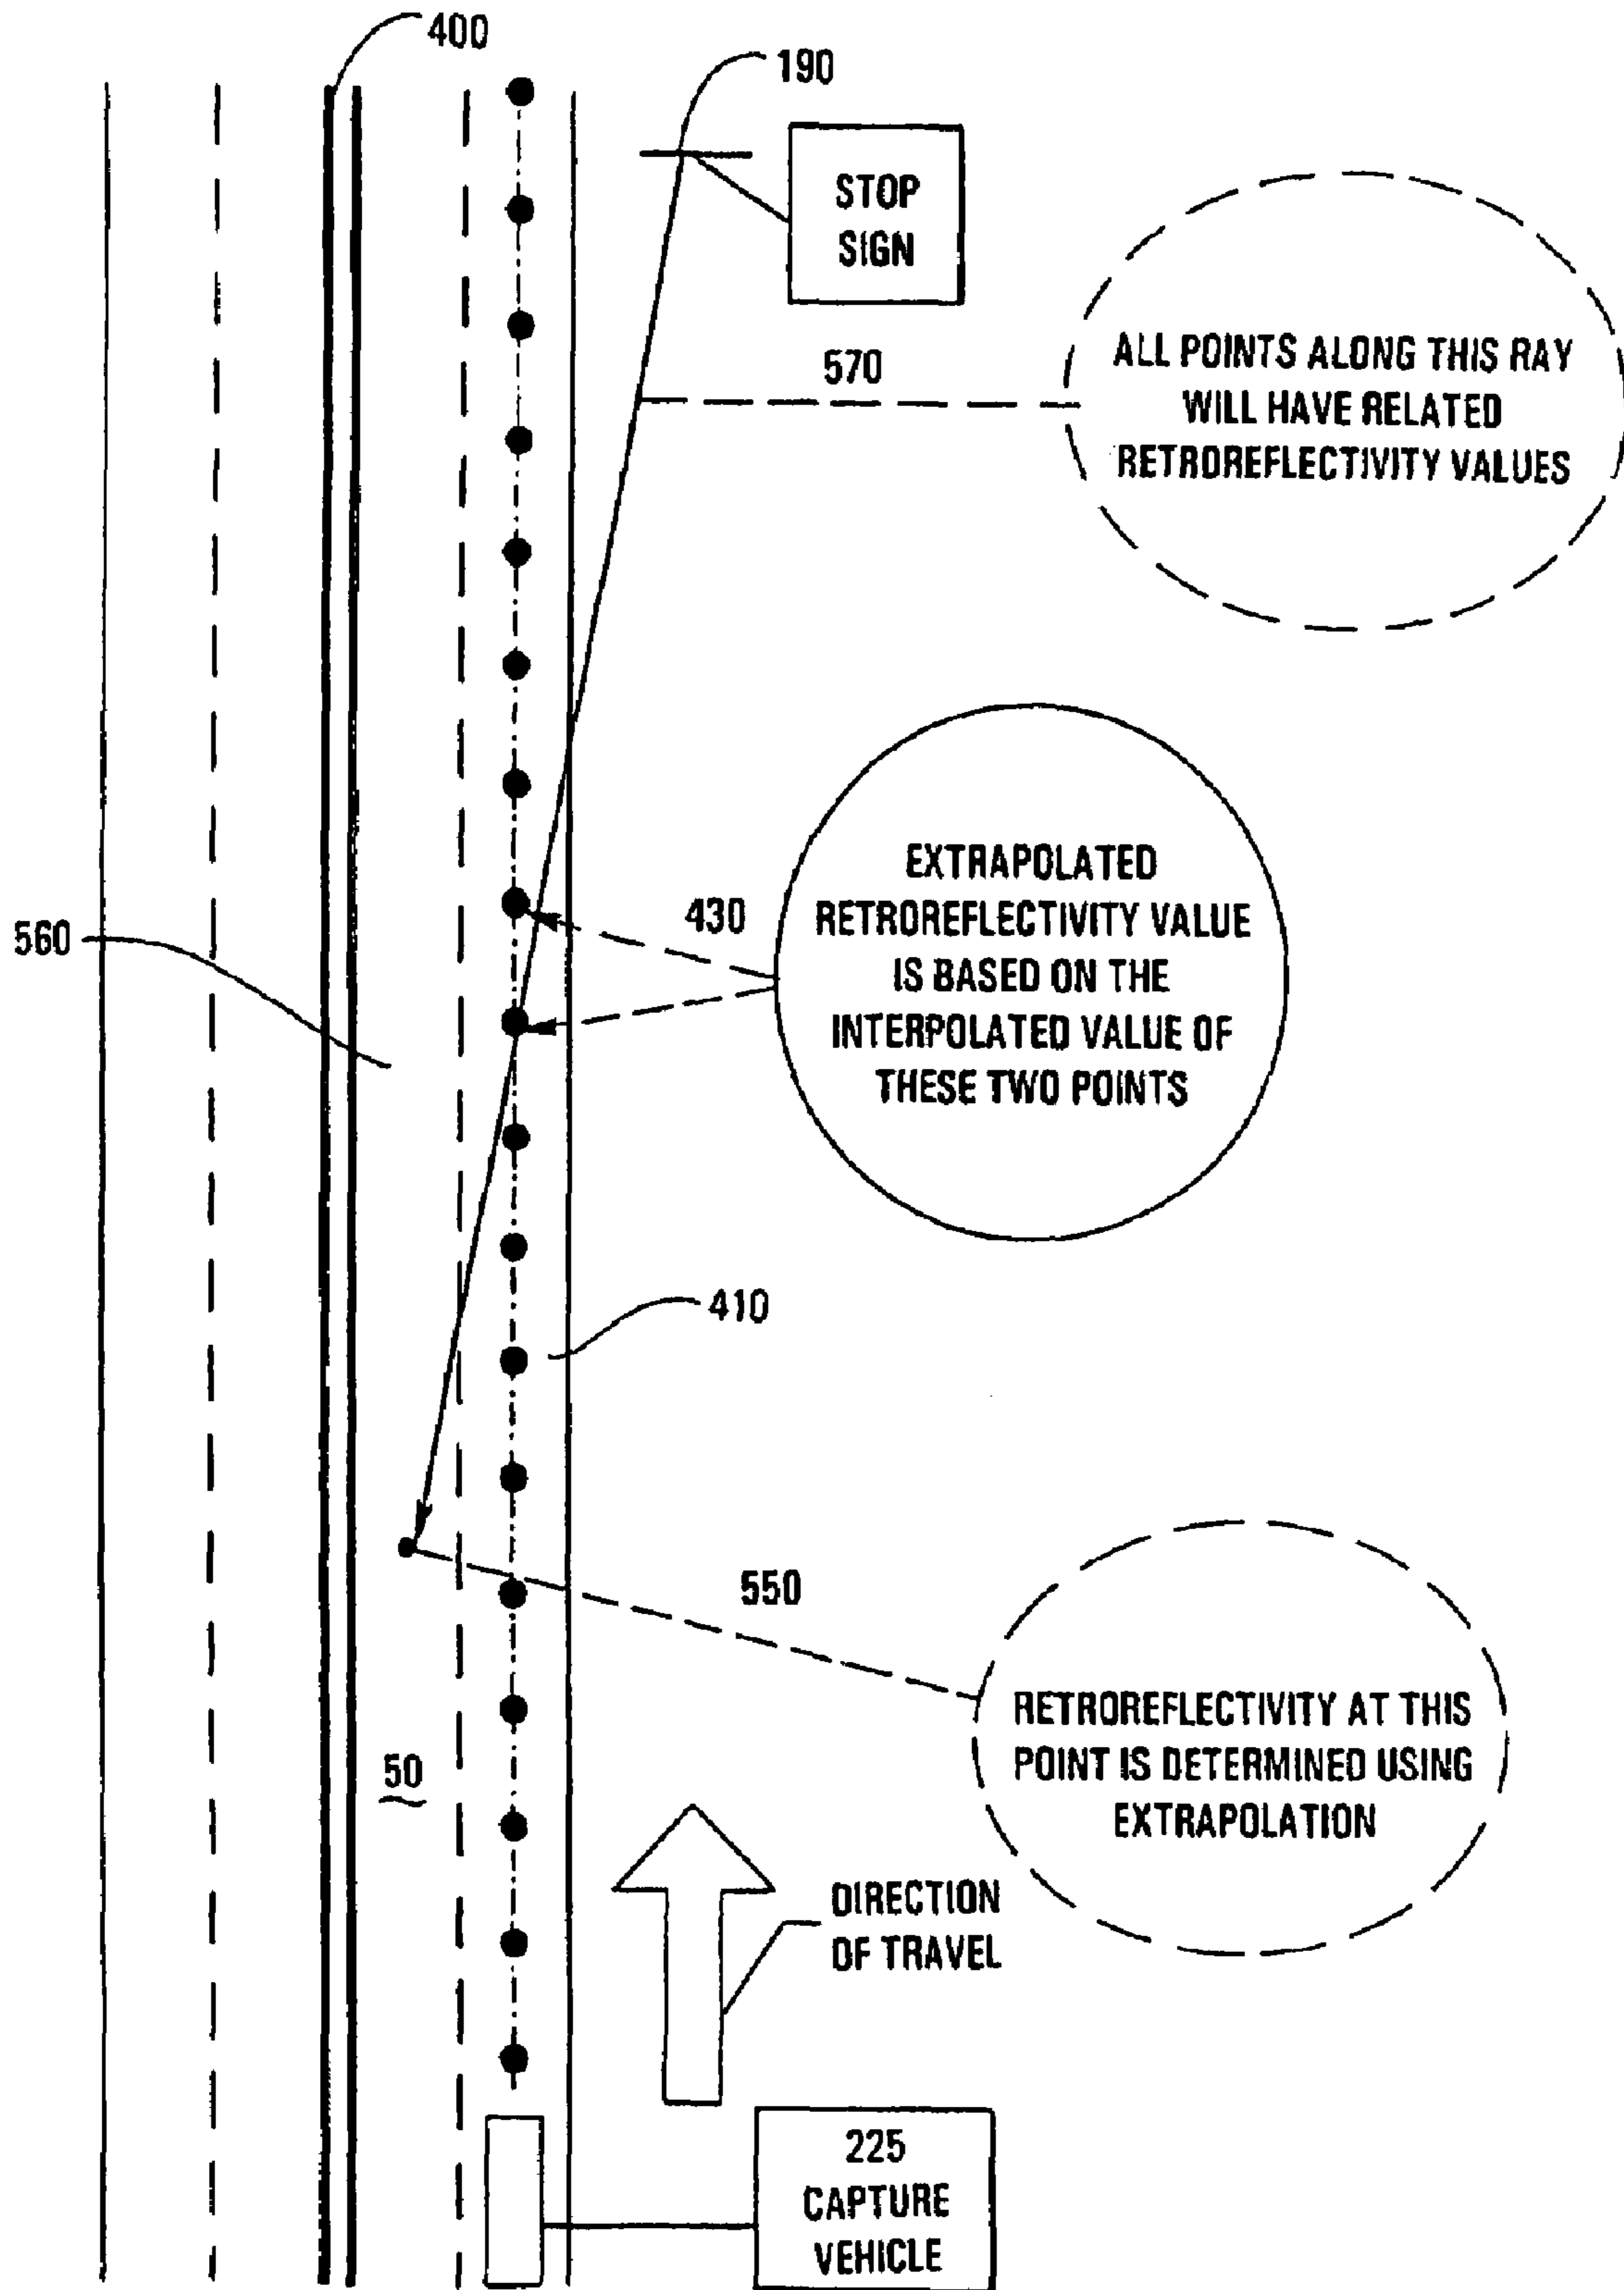 400
190
STOP
SIGN
570
ALL POINTS ALONG THIS RAY
WILL HAVE RELATED
RETROREFLECTIVITY VALUES
560
430
EXTRAPOLATED
RETROREFLECTIVITY VALUE
IS BASED ON THE
INTERPOLATED VALUE OF
THESE TWO POINTS
410
550
RETROREFLECTIVITY AT THIS
POINT IS DETERMINED USING
EXTRAPOLATION
50
DIRECTION
OF TRAVEL
225
CAPTURE
VEHICLE